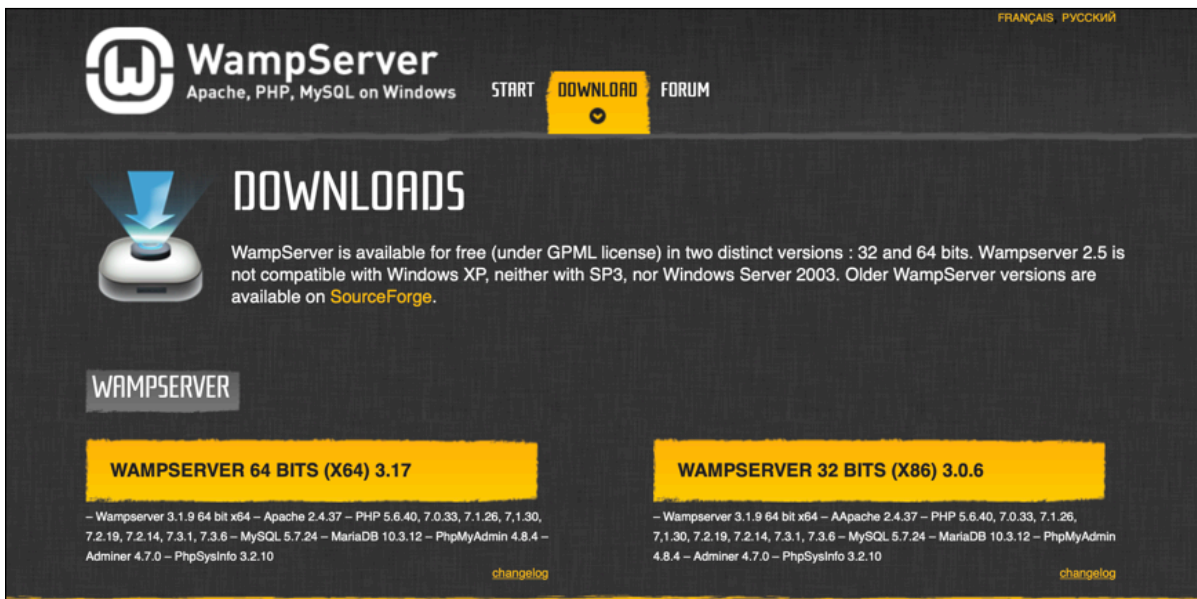 FRANÇAIS РУССКИЙ
WampServer
Apache, PHP, MySQL on Windows
START DOWNLOAD FORUM
DOWNLOADS
WampServer is available for free (under GPML license) in two distinct versions : 32 and 64 bits. Wampserver 2.5 is
not compatible with Windows XP, neither with SP3, nor Windows Server 2003. Older WampServer versions are
available on SourceForge.
WAMPSERVER
WAMPSERVER 64 BITS (X64) 3.17
– Wampserver 3.1.9 64 bit x64 – Apache 2.4.37 – PHP 5.6.40, 7.0.33, 7.1.26, 7,1.30,
7.2.19, 7.2.14, 7.3.1, 7.3.6 – MySQL 5.7.24 – MariaDB 10.3.12 – PhpMyAdmin 4.8.4 –
Adminer 4.7.0 – PhpSysInfo 3.2.10
changelog
WAMPSERVER 32 BITS (X86) 3.0.6
– Wampserver 3.1.9 64 bit x64 – AApache 2.4.37 – PHP 5.6.40, 7.0.33, 7.1.26,
7,1.30, 7.2.19, 7.2.14, 7.3.1, 7.3.6 – MySQL 5.7.24 – MariaDB 10.3.12 – PhpMyAdmin
4.8.4 – Adminer 4.7.0 – PhpSysInfo 3.2.10
changelog